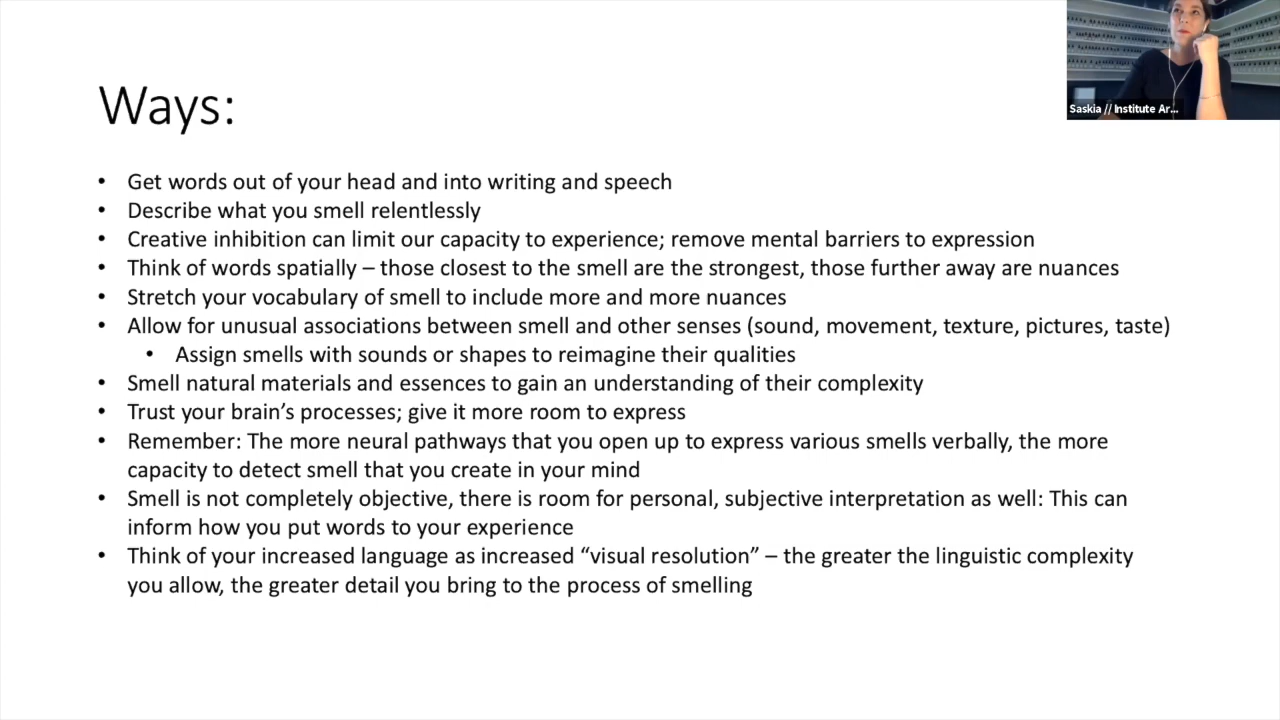 Ways:
Saskia // Institute Ar...
• Get words out of your head and into writing and speech
• Describe what you smell relentlessly
• Creative inhibition can limit our capacity to experience; remove mental barriers to expression
• Think of words spatially – those closest to the smell are the strongest, those further away are nuances
• Stretch your vocabulary of smell to include more and more nuances
• Allow for unusual associations between smell and other senses (sound, movement, texture, pictures, taste)
• Assign smells with sounds or shapes to reimagine their qualities
• Smell natural materials and essences to gain an understanding of their complexity
• Trust your brain’s processes; give it more room to express
• Remember: The more neural pathways that you open up to express various smells verbally, the more
capacity to detect smell that you create in your mind
• Smell is not completely objective, there is room for personal, subjective interpretation as well: This can
inform how you put words to your experience
• Think of your increased language as increased “visual resolution” – the greater the linguistic complexity
you allow, the greater detail you bring to the process of smelling